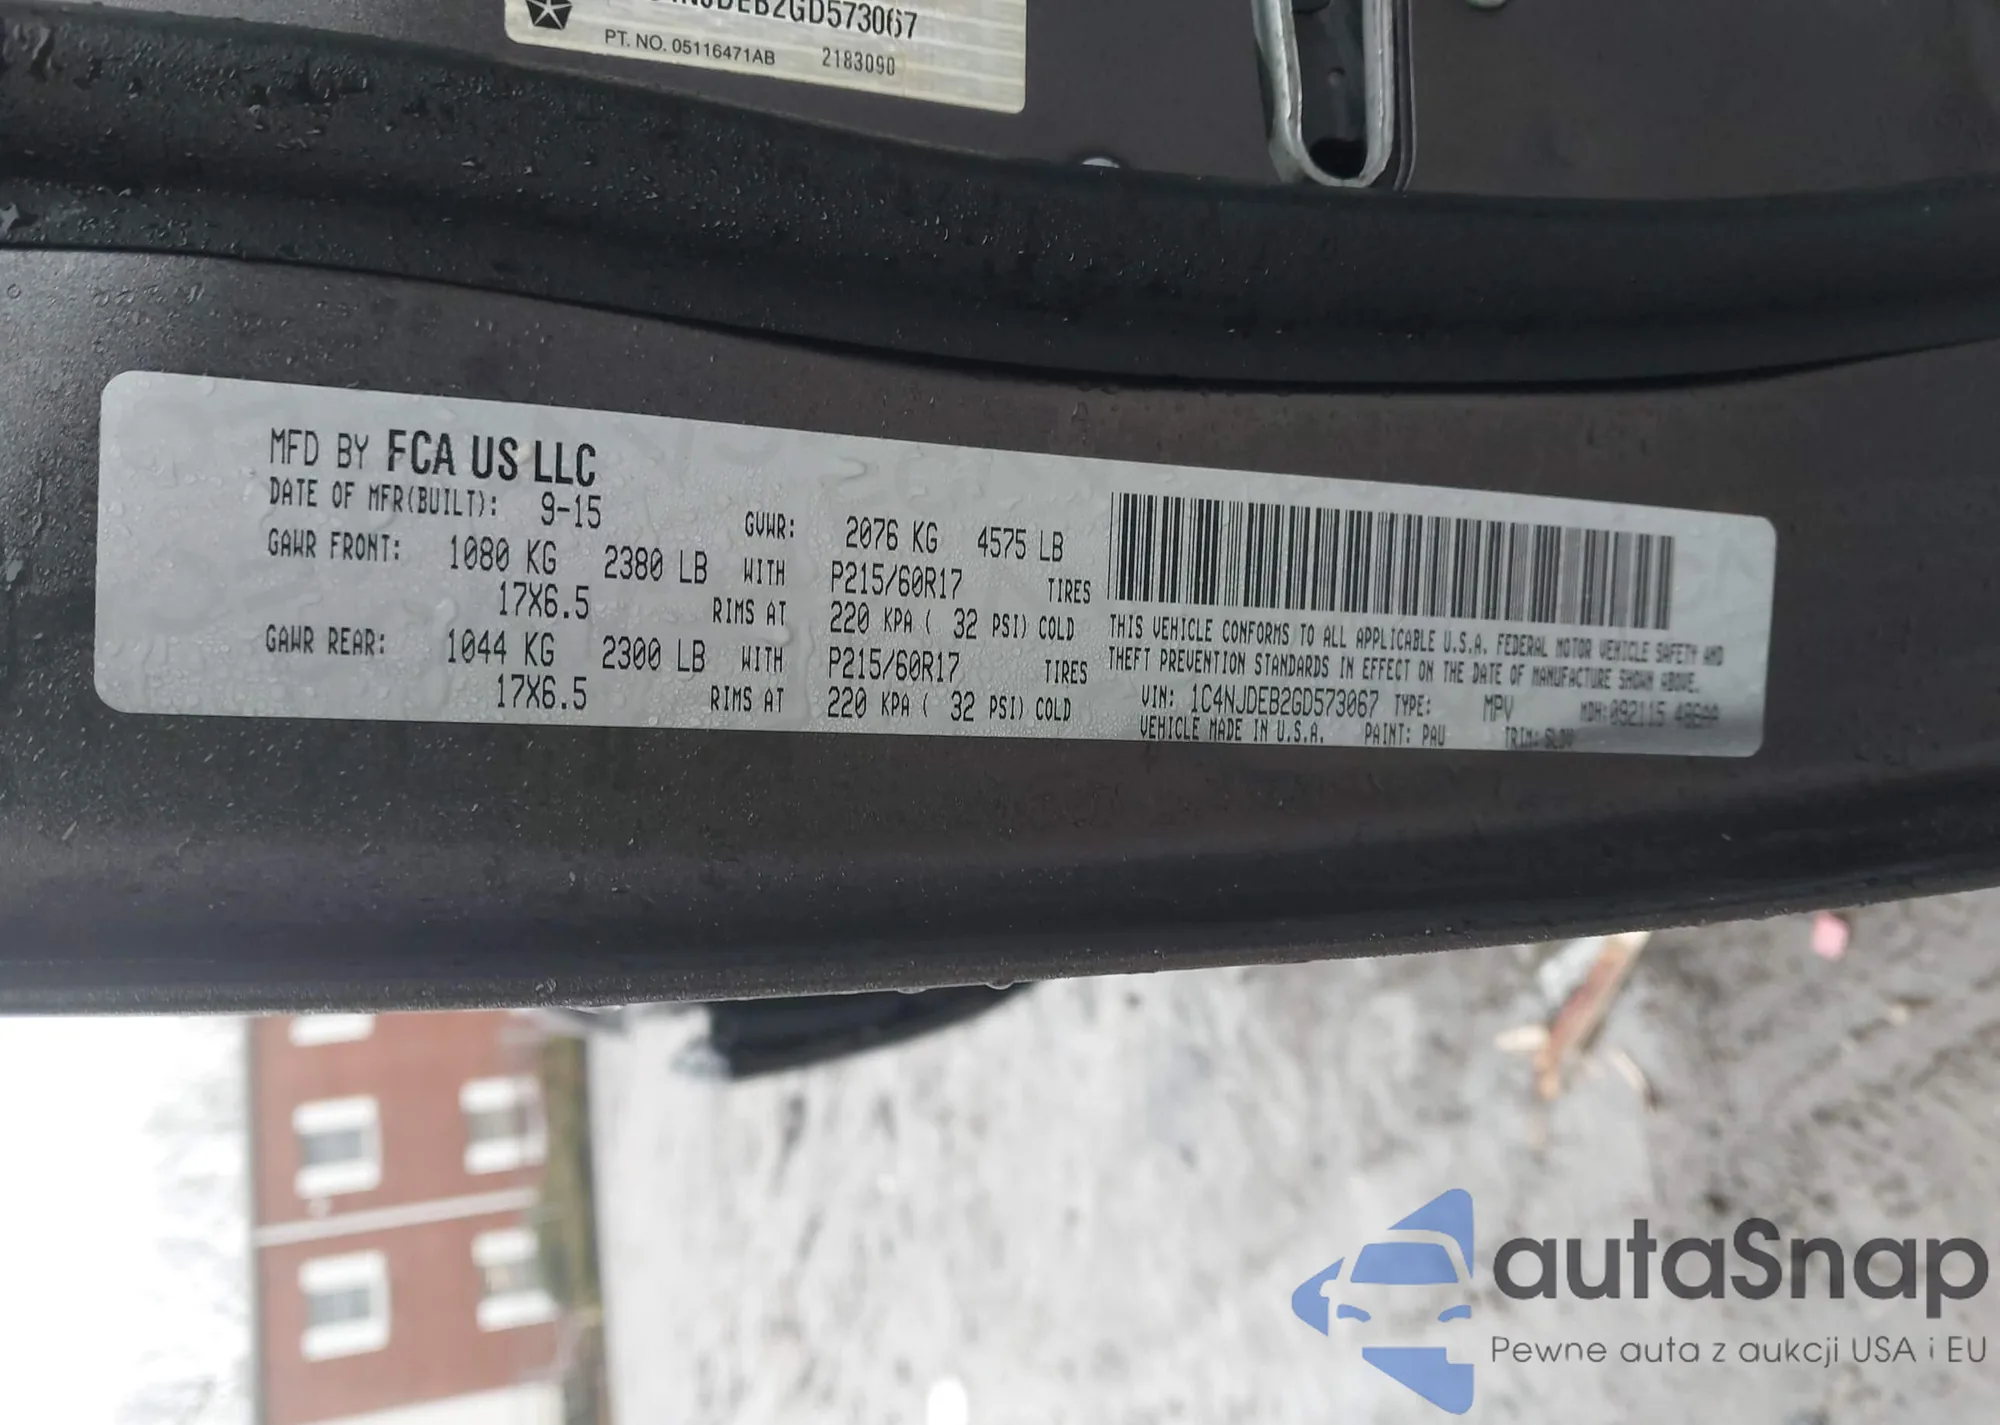 DEB2GD573067
PT. NO. 05116471AB 2183090
MFD BY FCA US LLC
DATE OF MFR(BUILT): 9-15 GVWR: 2076 KG 4575 LB
GAWR FRONT: 1080 KG 2380 LB WITH P215/60R17 TIRES
17X6.5 RIMS AT 220 KPA ( 32 PSI) COLD
GAWR REAR: 1044 KG 2300 LB WITH P215/60R17 TIRES
17X6.5 RIMS AT 220 KPA ( 32 PSI) COLD
THIS VEHICLE CONFORMS TO ALL APPLICABLE U.S.A. FEDERAL MOTOR VEHICLE SAFETY AND
THEFT PREVENTION STANDARDS IN EFFECT ON THE DATE OF MANUFACTURE SHOWN ABOVE.
VIN: 1C4NJDEB2GD573067 TYPE: MPV MDH:092115
VEHICLE MADE IN U.S.A. PAINT: PAU TRIM:
autaSnap
Pewne auta z aukcji USA i EU